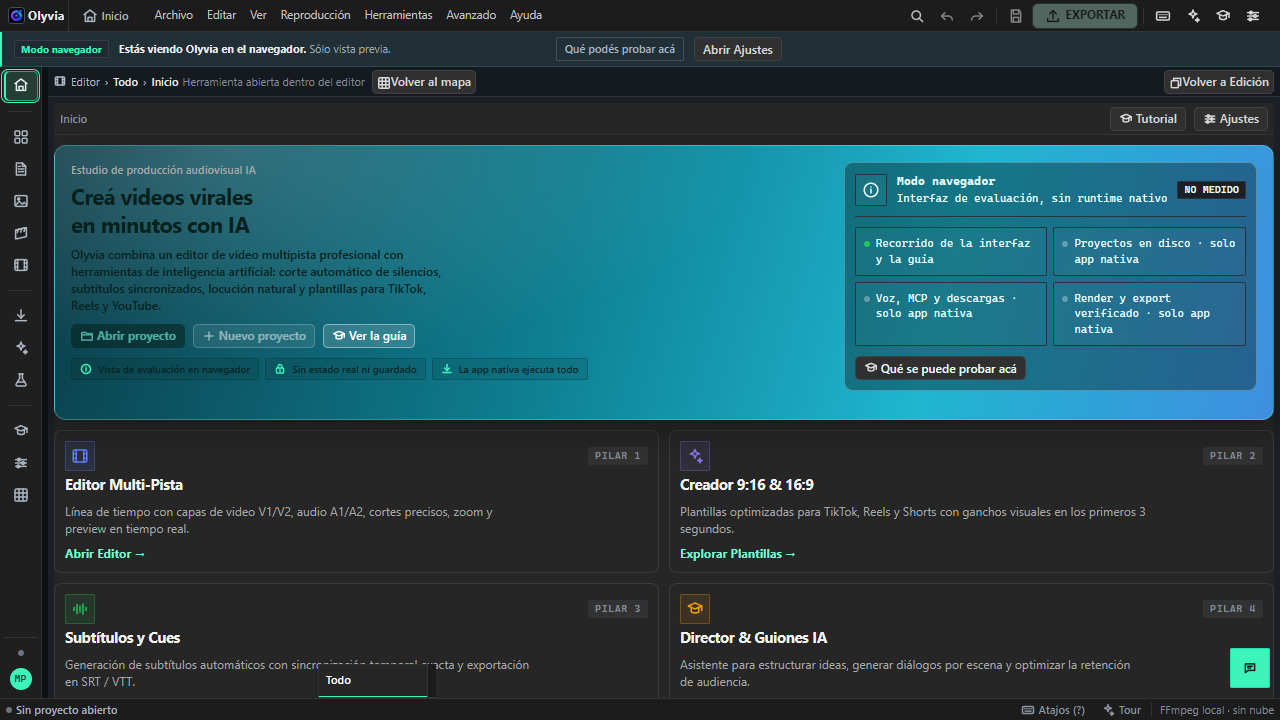 Olyvia
Inicio
Archivo
Editar
Ver
Reproducción
Herramientas
Avanzado
Ayuda
EXPORTAR
Modo navegador
Estás viendo Olyvia en el navegador. Sólo vista previa.
Qué podés probar acá
Abrir Ajustes
Editor › Todo › Inicio Herramienta abierta dentro del editor
Volver al mapa
Volver a Edición
Inicio
Tutorial
Ajustes
Estudio de producción audiovisual IA
Creá videos virales
en minutos con IA
Olyvia combina un editor de video multipista profesional con
herramientas de inteligencia artificial: corte automático de silencios,
subtítulos sincronizados, locución natural y plantillas para TikTok,
Reels y YouTube.
Abrir proyecto
Nuevo proyecto
Ver la guía
Vista de evaluación en navegador
Sin estado real ni guardado
La app nativa ejecuta todo
Modo navegador
Interfaz de evaluación, sin runtime nativo
NO MEDIDO
Recorrido de la interfaz
y la guía
Proyectos en disco · solo
app nativa
Voz, MCP y descargas ·
solo app nativa
Render y export
verificado · solo app
nativa
Qué se puede probar acá
PILAR 1
Editor Multi-Pista
Línea de tiempo con capas de video V1/V2, audio A1/A2, cortes precisos, zoom y
preview en tiempo real.
Abrir Editor →
PILAR 2
Creador 9:16 & 16:9
Plantillas optimizadas para TikTok, Reels y Shorts con ganchos visuales en los primeros 3
segundos.
Explorar Plantillas →
PILAR 3
Subtítulos y Cues
Generación de subtítulos automáticos con sincronización temporal exacta y exportación
en SRT / VTT.
PILAR 4
Director & Guiones IA
Asistente para estructurar ideas, generar diálogos por escena y optimizar la retención
de audiencia.
Todo
MP
Sin proyecto abierto
Atajos (?)
Tour
FFmpeg local · sin nube